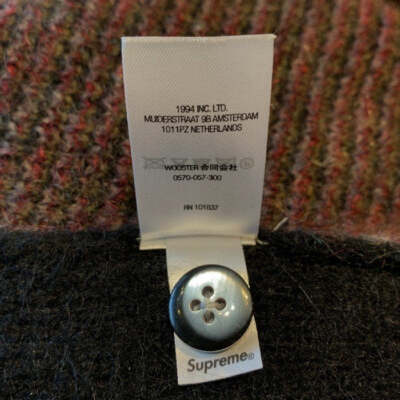 1994 INC. LTD.
MUIDERSTRAAT 9B AMSTERDAM
1011PZ NETHERLANDS
WOOSTER 合同会社
0570-057-300
RN 101837
Supreme®